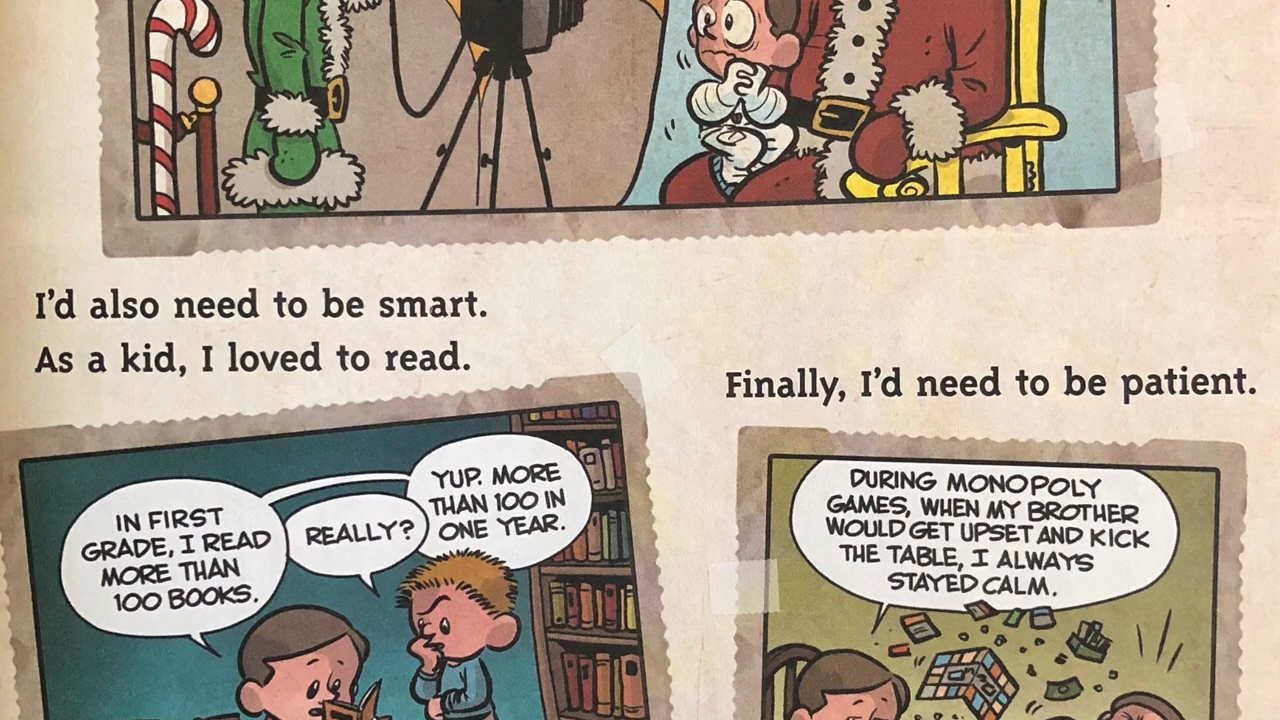 I'd also need to be smart.
As a kid, I loved to read.
IN FIRST
GRADE, I READ
MORE THAN
100 BOOKS.
REALLY?
YUP. MORE
THAN 100 IN
ONE YEAR.
Finally, I'd need to be patient.
DURING MONOPOLY
GAMES, WHEN MY BROTHER
WOULD GET UPSET AND KICK
THE TABLE, I ALWAYS
STAYED CALM.